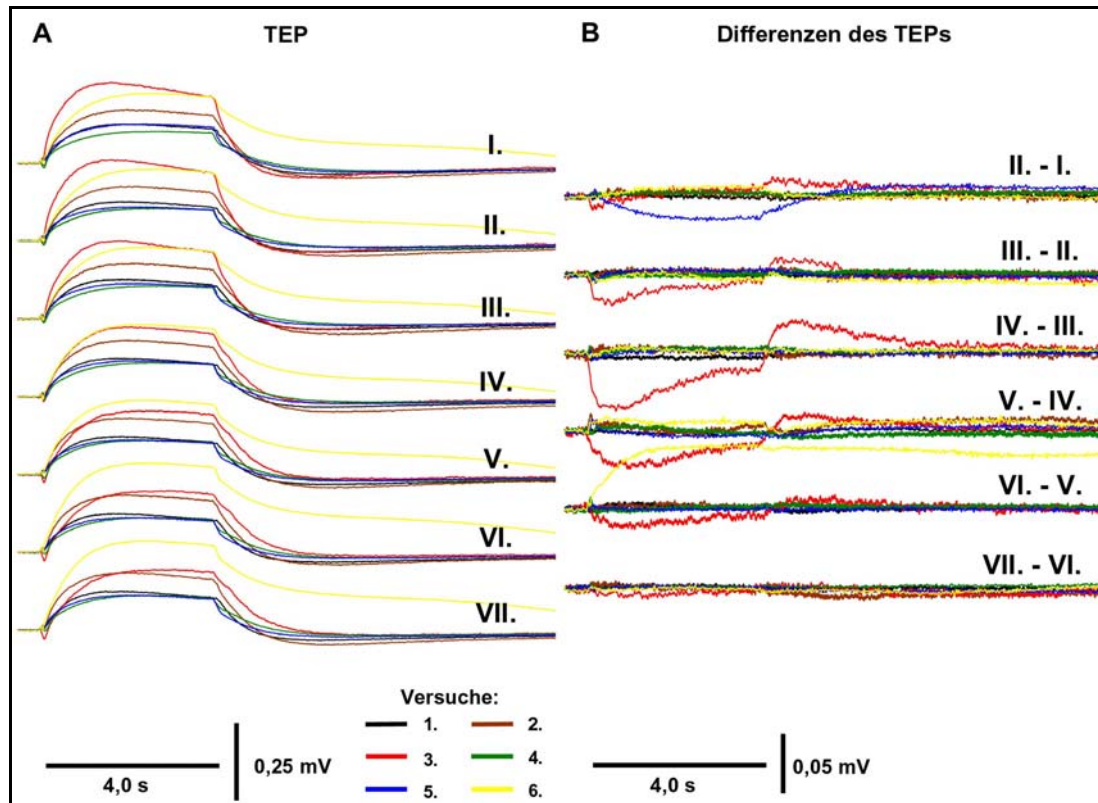 A TEP
I.
II.
III.
IV.
V.
VI.
VII.
B Differenzen des TEPs
II. - I.
III. - II.
IV. - III.
V. - IV.
VI. - V.
VII. - VI.
Versuche:
1. 2.
3. 4.
5. 6.
4,0 s
0,25 mV
4,0 s
0,05 mV